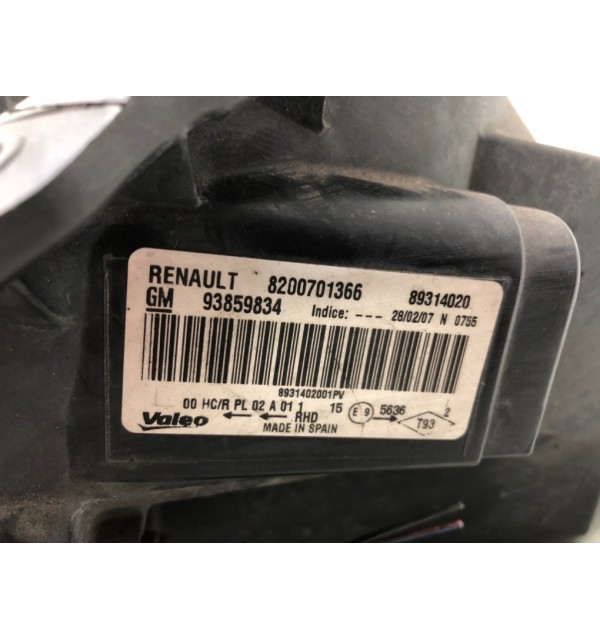 RENAULT 8200701366 89314020
GM 93859834 Indice: --- 28/02/07 N 0755
8931402001PV
00 HC/R PL 02 A 01 1 15 E 9 5636 2
Valeo RHD T93
MADE IN SPAIN